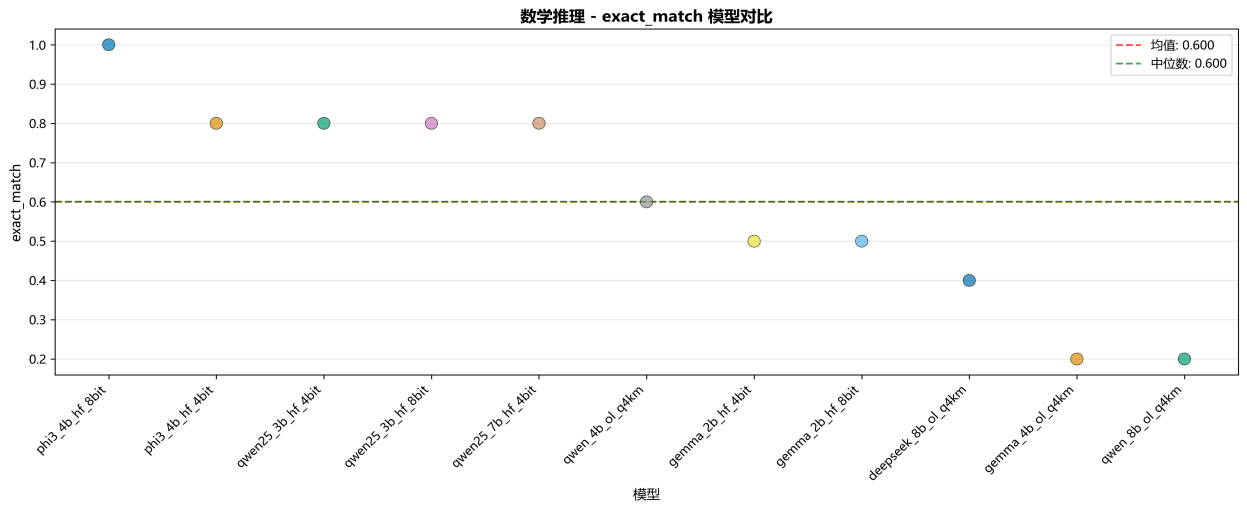 数学推理 - exact_match 模型对比
均值: 0.600
中位数: 0.600
exact_match
1.0
0.9
0.8
0.7
0.6
0.5
0.4
0.3
0.2
phi3_4b_hf_8bit
phi3_4b_hf_4bit
qwen25_3b_hf_4bit
qwen25_3b_hf_8bit
qwen25_7b_hf_4bit
qwen_4b_ol_q4km
gemma_2b_hf_4bit
gemma_2b_hf_8bit
deepseek_8b_ol_q4km
gemma_4b_ol_q4km
qwen_8b_ol_q4km
模型